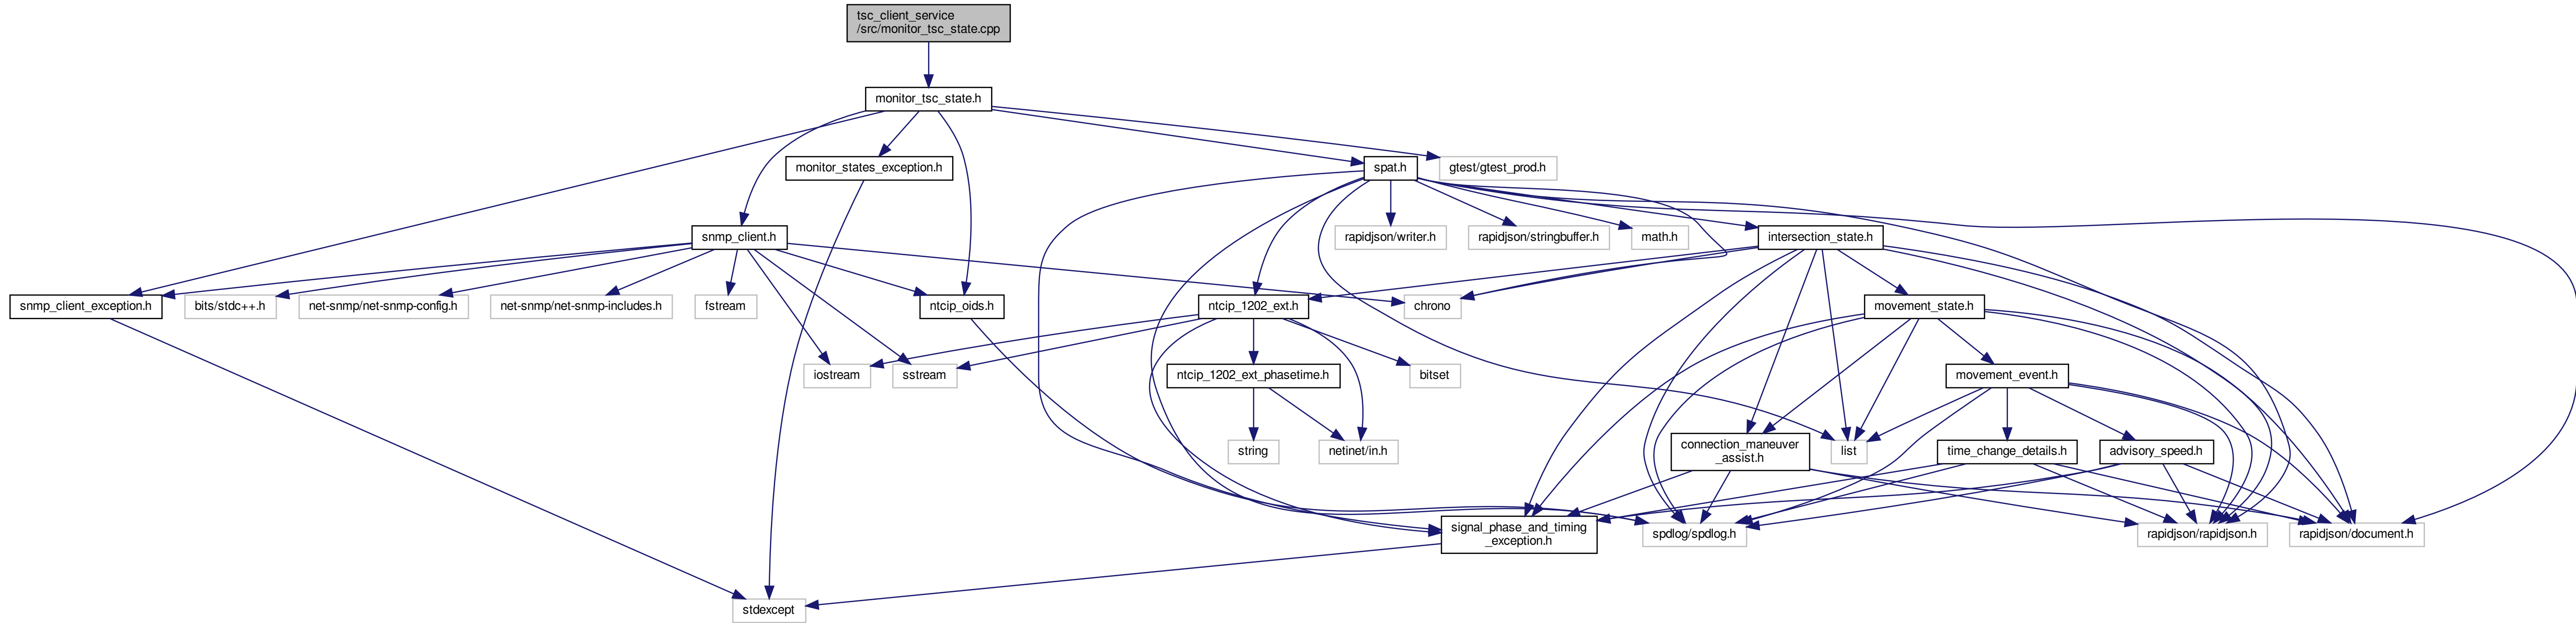 tsc_client_service
/src/monitor_tsc_state.cpp
monitor_tsc_state.h
monitor_states_exception.h
spat.h
gtest/gtest_prod.h
snmp_client.h
rapidjson/writer.h
rapidjson/stringbuffer.h
math.h
intersection_state.h
snmp_client_exception.h
bits/stdc++.h
net-snmp/net-snmp-config.h
net-snmp/net-snmp-includes.h
fstream
ntcip_oids.h
ntcip_1202_ext.h
chrono
movement_state.h
iostream
sstream
ntcip_1202_ext_phasetime.h
bitset
movement_event.h
string
netinet/in.h
connection_maneuver
_assist.h
list
time_change_details.h
advisory_speed.h
signal_phase_and_timing
_exception.h
spdlog/spdlog.h
rapidjson/rapidjson.h
rapidjson/document.h
stdexcept